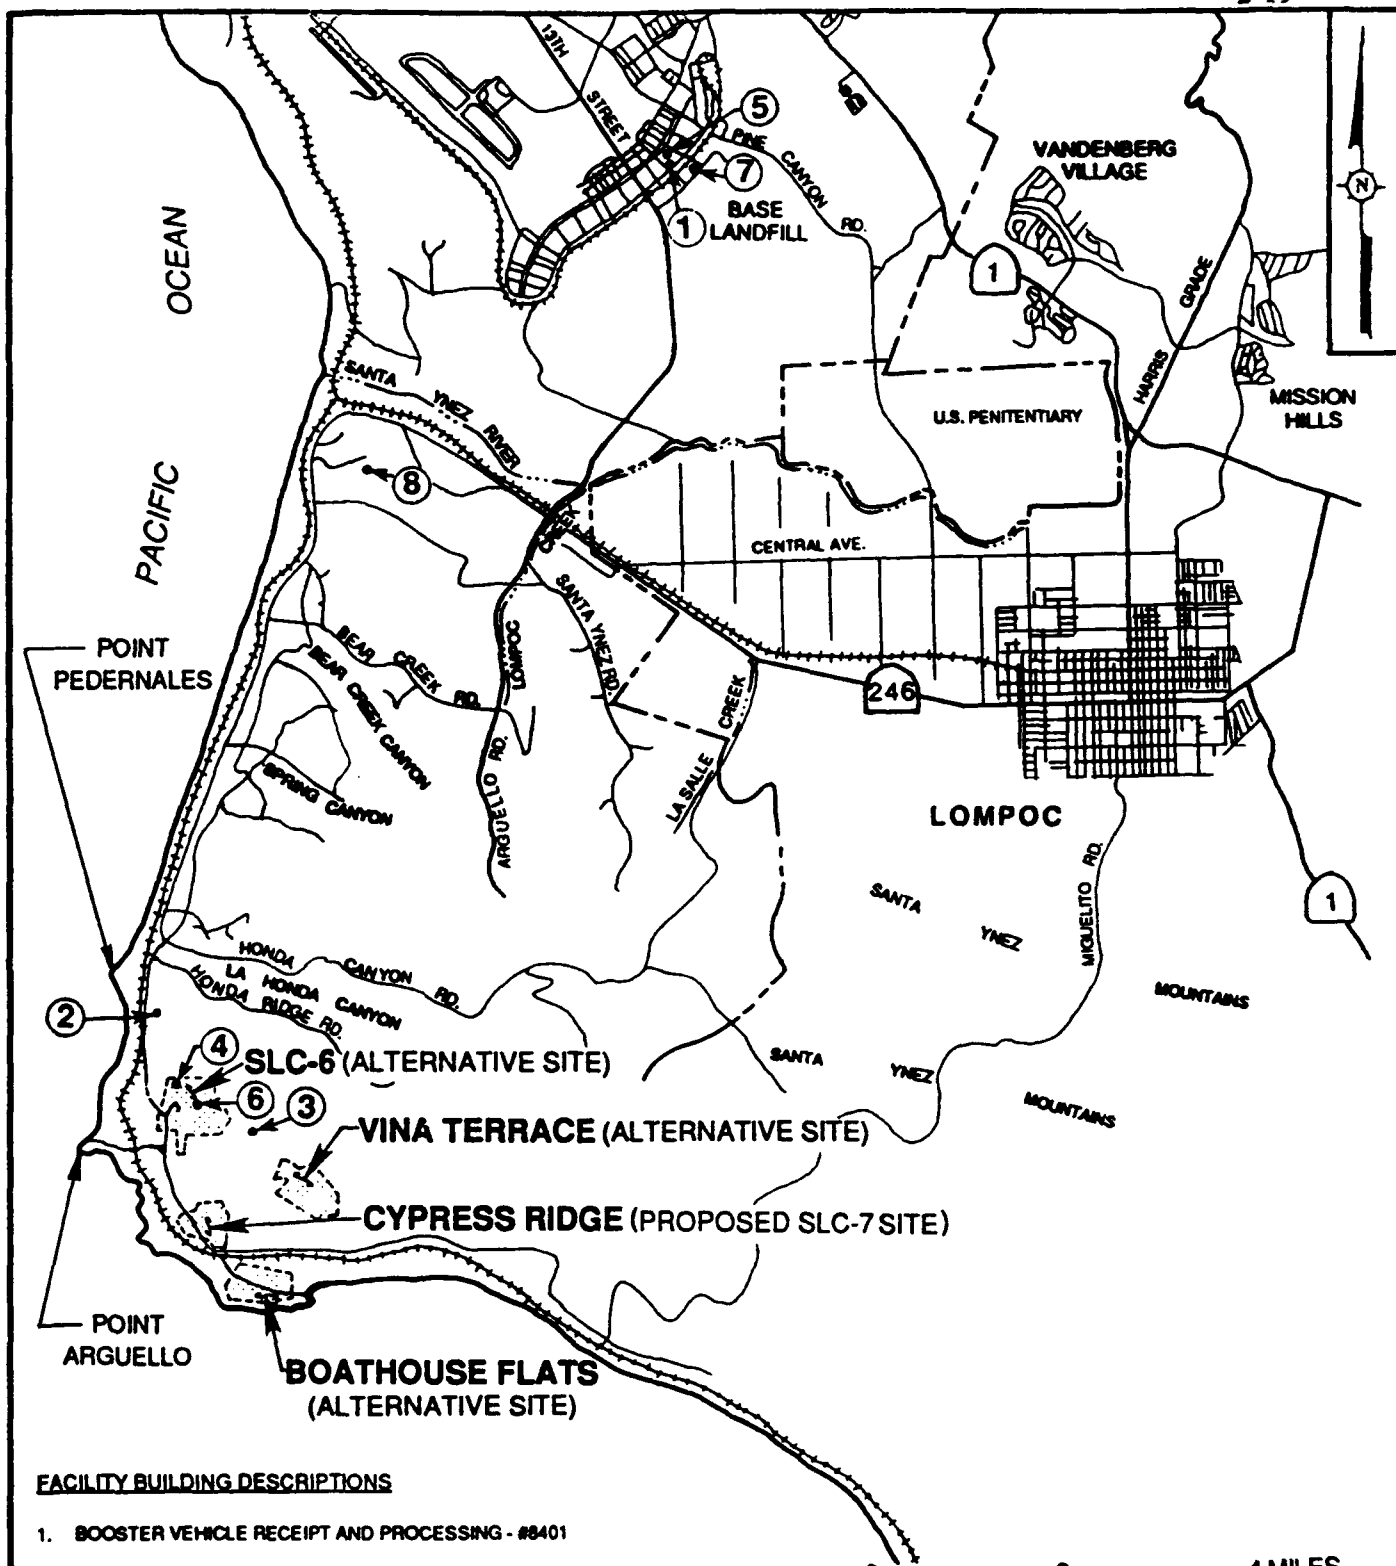 13TH
STREET
5
PINE CANYON RD.
7
1
BASE
LANDFILL
VANDENBERG
VILLAGE
N
1
HARRIS GRADE
MISSION
HILLS
PACIFIC OCEAN
SANTA YNEZ RIVER
U.S. PENITENTIARY
8
CENTRAL AVE.
SANTA YNEZ RD.
LOMPOC
POINT
PEDERNALES
BEAR CREEK RD.
BEAR CREEK CANYON
246
LA SALLE CREEK
ARGUELLO RD.
SPRING CANYON
LOMPOC
MIGUELITO RD.
SANTA YNEZ MOUNTAINS
1
HONDA CANYON RD.
LA HONDA CANYON
HONDA RIDGE RD.
2
4
SLC-6 (ALTERNATIVE SITE)
SANTA YNEZ MOUNTAINS
6
3
VINA TERRACE (ALTERNATIVE SITE)
CYPRESS RIDGE (PROPOSED SLC-7 SITE)
POINT
ARGUELLO
BOATHOUSE FLATS
(ALTERNATIVE SITE)
FACILITY BUILDING DESCRIPTIONS
1. BOOSTER VEHICLE RECEIPT AND PROCESSING - #8401
4 MILES